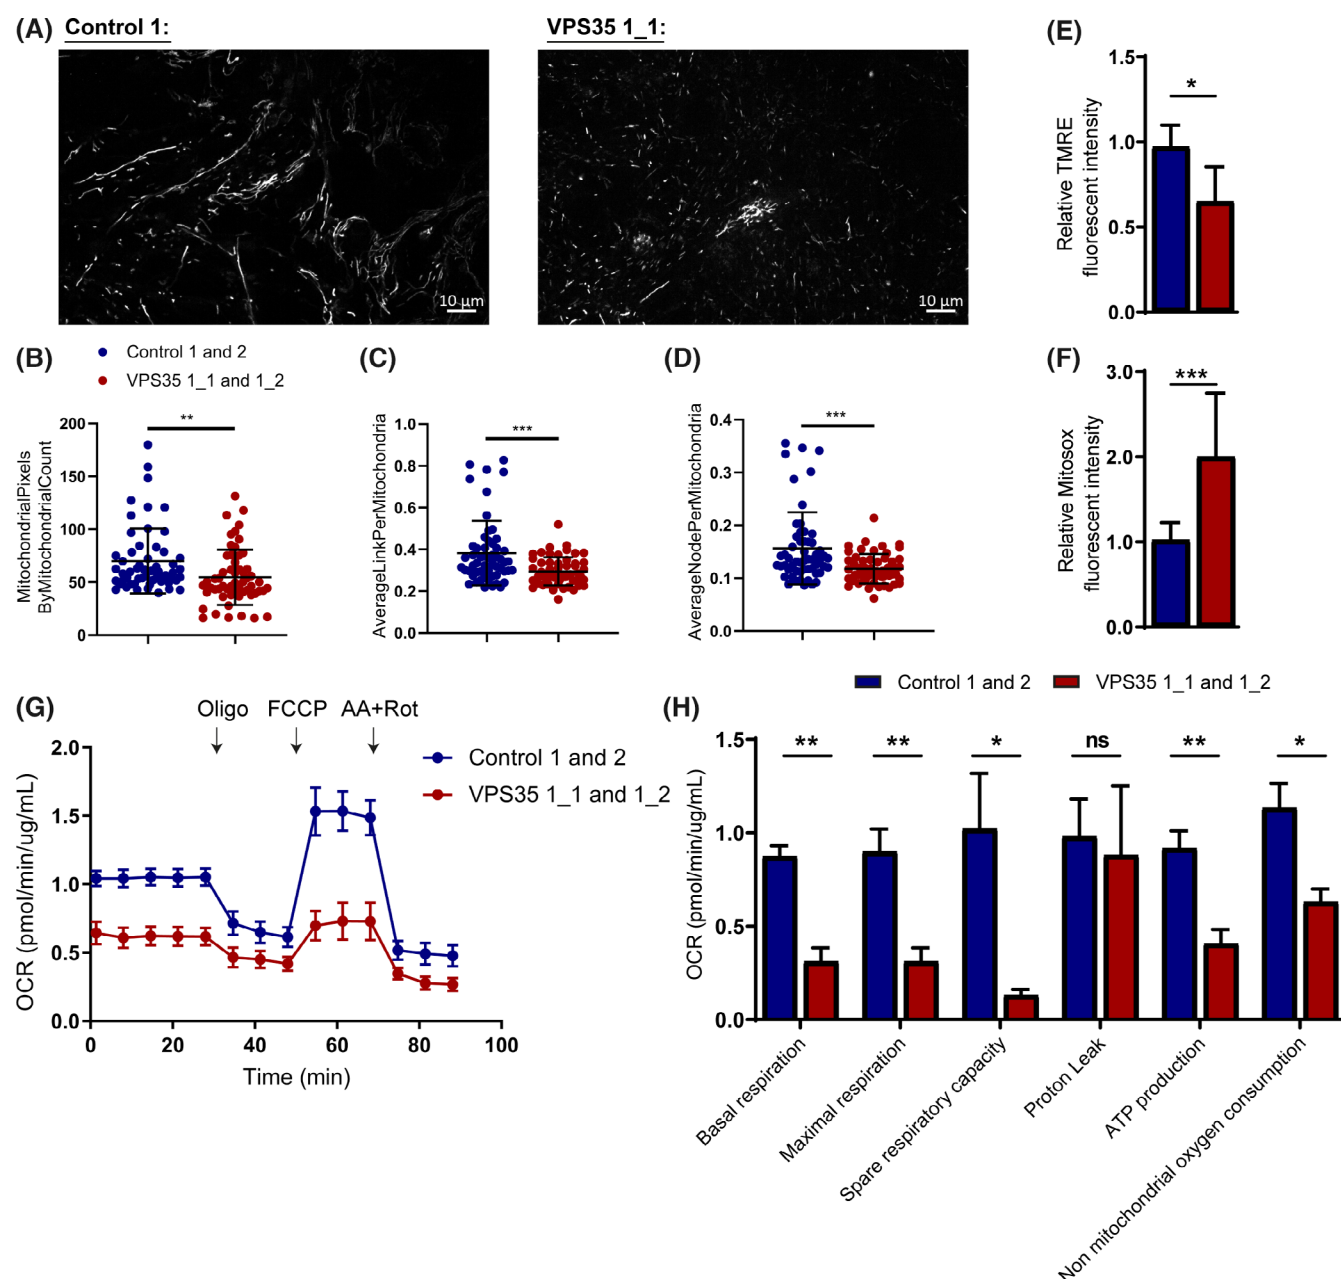 (A) Control 1:
VPS35 1_1:
10 µm
10 µm
(B)
Control 1 and 2
VPS35 1_1 and 1_2
MitochondrialPixels
ByMitochondrialCount
200
150
100
50
0
**
(C)
AverageLinkPerMitochondria
1.0
0.8
0.6
0.4
0.2
0.0
***
(D)
AverageNodePerMitochondria
0.4
0.3
0.2
0.1
0.0
***
(E)
Relative TMRE
fluorescent intensity
1.5
1.0
0.5
0.0
*
(F)
Relative Mitosox
fluorescent intensity
3.0
2.0
1.0
0.0
***
(G)
Oligo FCCP AA+Rot
Control 1 and 2
VPS35 1_1 and 1_2
OCR (pmol/min/ug/mL)
2.0
1.5
1.0
0.5
0.0
0 20 40 60 80 100
Time (min)
(H)
Control 1 and 2 VPS35 1_1 and 1_2
OCR (pmol/min/ug/mL)
1.5
1.0
0.5
0.0
** ** * ns ** *
Basal respiration
Maximal respiration
Spare respiratory capacity
Proton Leak
ATP production
Non mitochondrial oxygen consumption